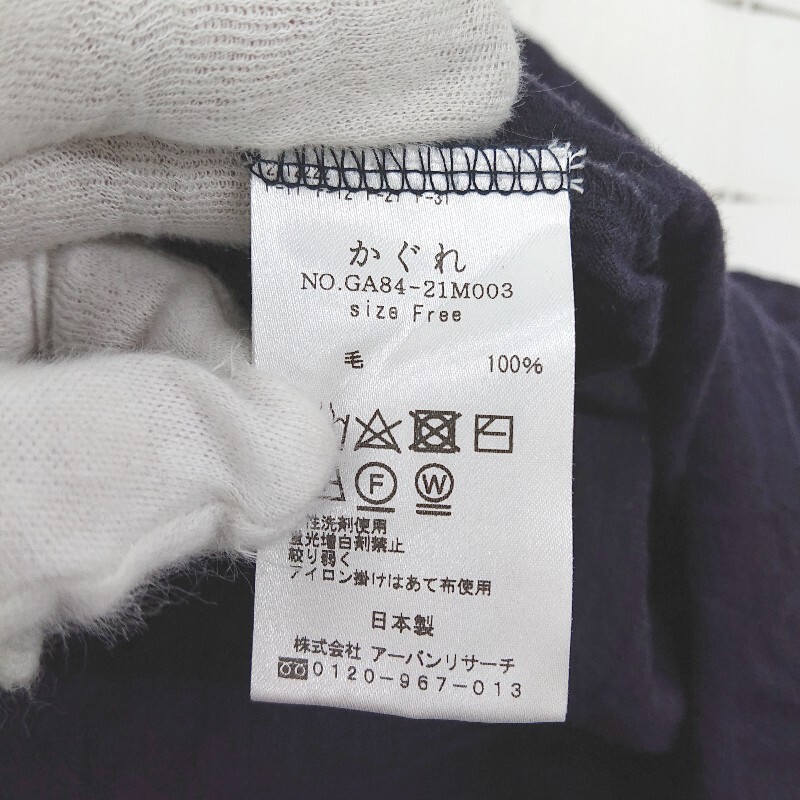 かぐれ
NO.GA84-21M003
size Free
毛 100%
F W
性洗剤使用
蛍光増白剤禁止
絞り弱く
アイロン掛けはあて布使用
日本製
株式会社 アーバンリサーチ
0120-967-013